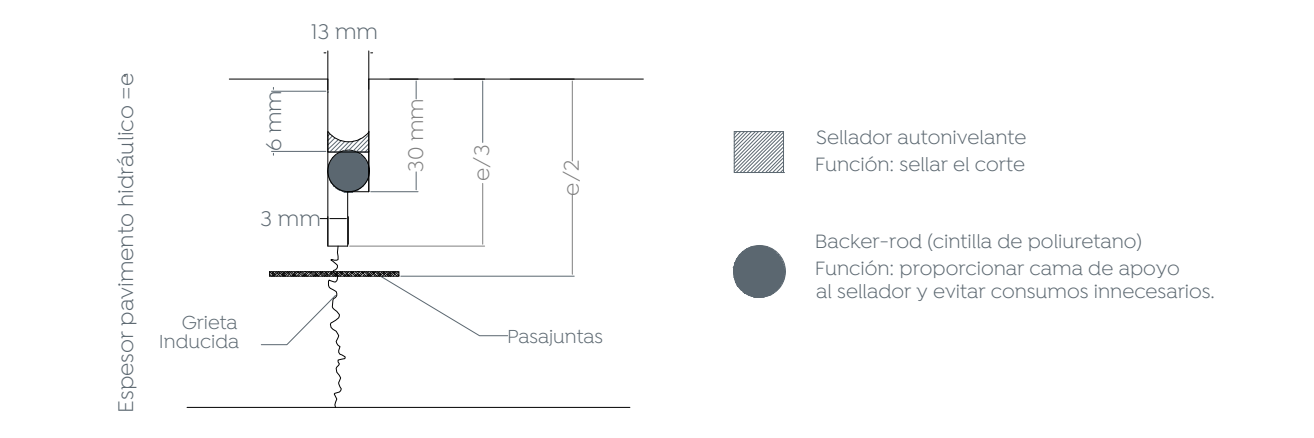 13 mm
Espesor pavimento hidráulico =e
6 mm
30 mm
e/3
e/2
3 mm
Grieta
Inducida
Pasajuntas
Sellador autonivelante
Función: sellar el corte
Backer-rod (cintilla de poliuretano)
Función: proporcionar cama de apoyo
al sellador y evitar consumos innecesarios.